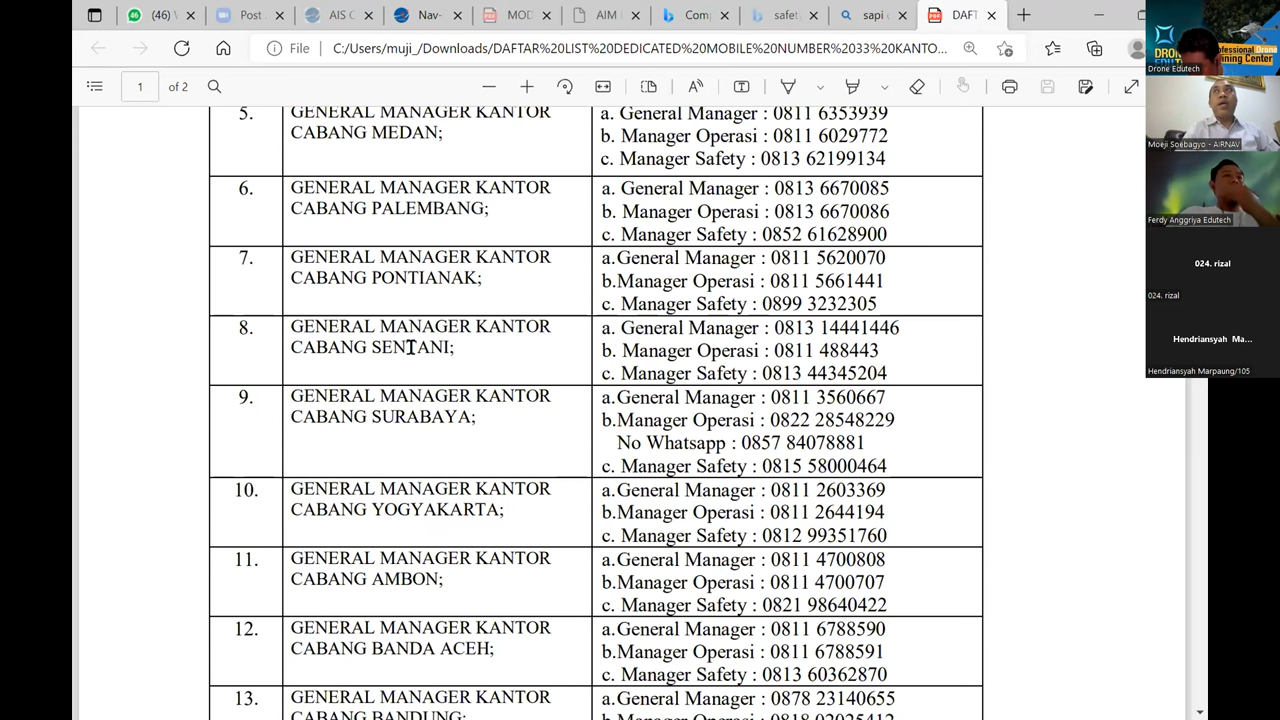 (46) V
Post -
AIS C
Nav
MOD
AIM
Comp
safety
sapi c
DAFT
File
C:/Users/muji_/Downloads/DAFTAR%20LIST%20DEDICATED%20MOBILE%20NUMBER%2033%20KANTO...
1
of 2
5.
GENERAL MANAGER KANTOR
CABANG MEDAN;
a. General Manager : 0811 6353939
b. Manager Operasi : 0811 6029772
c. Manager Safety : 0813 62199134
6.
GENERAL MANAGER KANTOR
CABANG PALEMBANG;
a. General Manager : 0813 6670085
b. Manager Operasi : 0813 6670086
c. Manager Safety : 0852 61628900
7.
GENERAL MANAGER KANTOR
CABANG PONTIANAK;
a.General Manager : 0811 5620070
b.Manager Operasi : 0811 5661441
c. Manager Safety : 0899 3232305
8.
GENERAL MANAGER KANTOR
CABANG SENTANI;
a. General Manager : 0813 14441446
b. Manager Operasi : 0811 488443
c. Manager Safety : 0813 44345204
9.
GENERAL MANAGER KANTOR
CABANG SURABAYA;
a.General Manager : 0811 3560667
b.Manager Operasi : 0822 28548229
No Whatsapp : 0857 84078881
c. Manager Safety : 0815 58000464
10.
GENERAL MANAGER KANTOR
CABANG YOGYAKARTA;
a.General Manager : 0811 2603369
b.Manager Operasi : 0811 2644194
c. Manager Safety : 0812 99351760
11.
GENERAL MANAGER KANTOR
CABANG AMBON;
a.General Manager : 0811 4700808
b.Manager Operasi : 0811 4700707
c. Manager Safety : 0821 98640422
12.
GENERAL MANAGER KANTOR
CABANG BANDA ACEH;
a.General Manager : 0811 6788590
b.Manager Operasi : 0811 6788591
c. Manager Safety : 0813 60362870
13.
GENERAL MANAGER KANTOR
CABANG BANDUNG;
a.General Manager : 0878 23140655
Drone Edutech
Moeji Soebagyo - AIRNAV
Ferdy Anggriya Edutech
024. rizal
024. rizal
Hendriansyah Ma...
Hendriansyah Marpaung/105